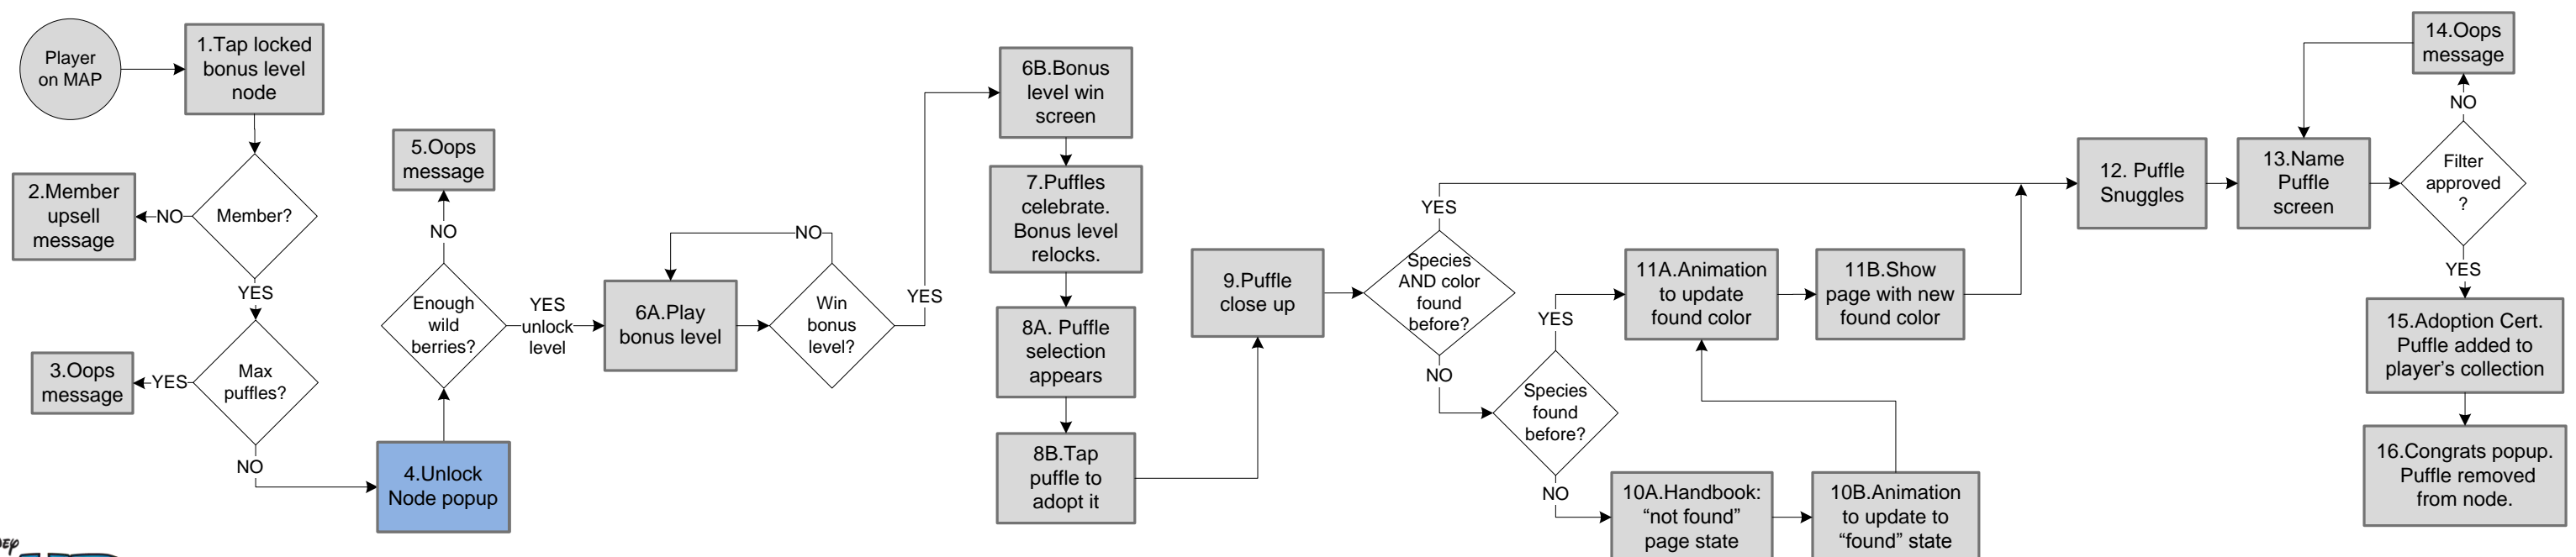 Player
on MAP
1.Tap locked
bonus level
node
Member?
NO
2.Member
upsell
message
YES
Max
puffles?
YES
3.Oops
message
NO
4.Unlock
Node popup
Enough
wild
berries?
NO
5.Oops
message
YES
unlock
level
6A.Play
bonus level
Win
bonus
level?
NO
YES
6B.Bonus
level win
screen
7.Puffles
celebrate.
Bonus level
relocks.
8A. Puffle
selection
appears
8B.Tap
puffle to
adopt it
9.Puffle
close up
Species
AND color
found
before?
YES
NO
Species
found
before?
YES
NO
10A.Handbook:
“not found”
page state
10B.Animation
to update to
“found” state
11A.Animation
to update
found color
11B.Show
page with new
found color
12. Puffle
Snuggles
13.Name
Puffle
screen
Filter
approved
?
NO
14.Oops
message
YES
15.Adoption Cert.
Puffle added to
player’s collection
16.Congrats popup.
Puffle removed
from node.